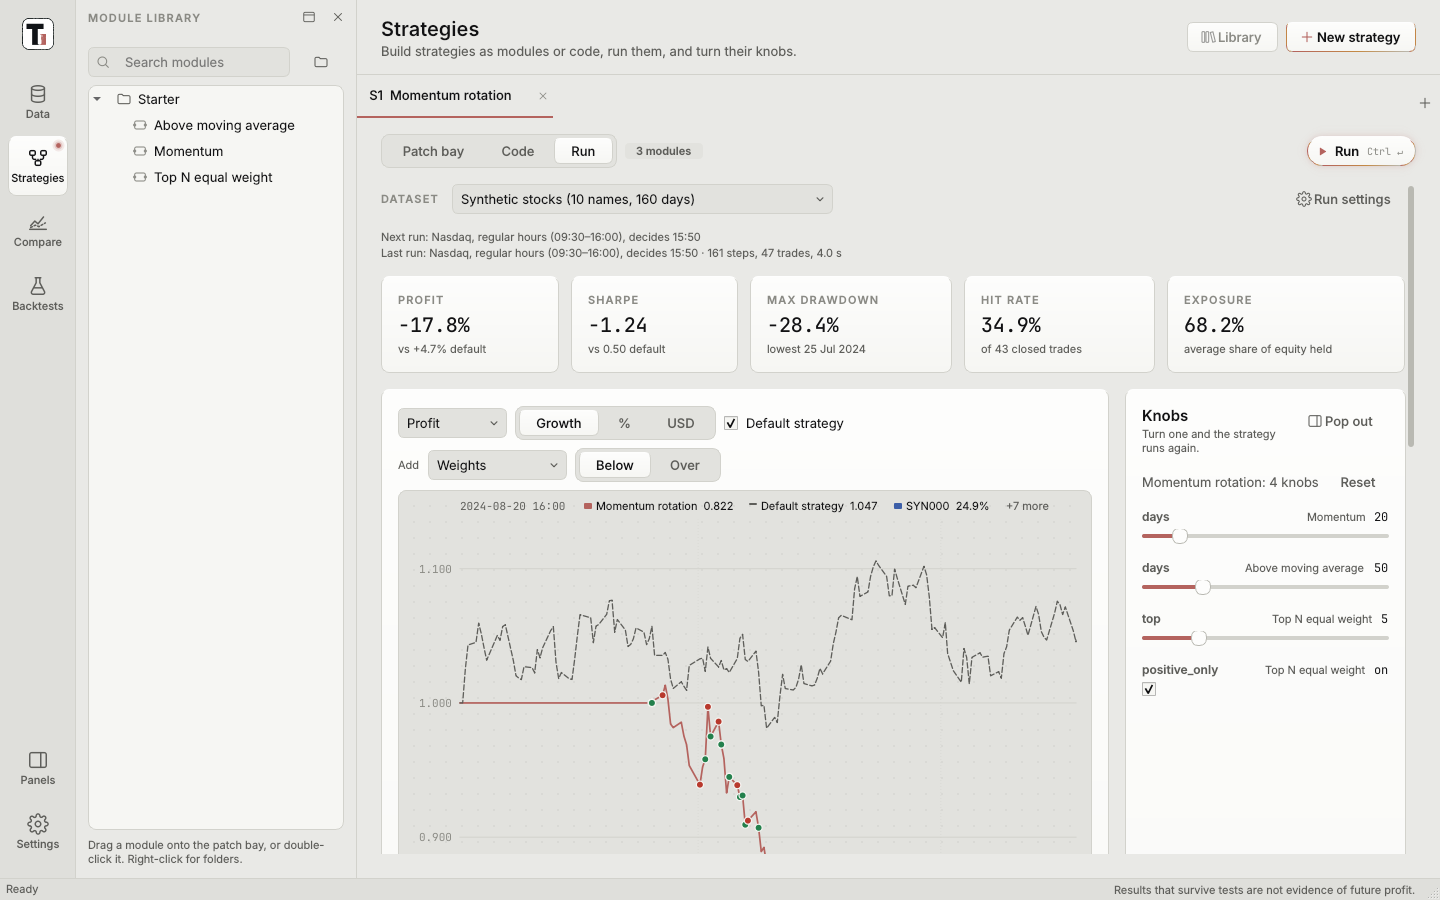 MODULE LIBRARY
Search modules
Starter
Above moving average
Momentum
Top N equal weight
Drag a module onto the patch bay, or double-
click it. Right-click for folders.
Data
Strategies
Compare
Backtests
Panels
Settings
Ready
Strategies
Build strategies as modules or code, run them, and turn their knobs.
Library
+ New strategy
S1 Momentum rotation
Patch bay Code Run 3 modules
Run Ctrl ↵
DATASET Synthetic stocks (10 names, 160 days)
Run settings
Next run: Nasdaq, regular hours (09:30–16:00), decides 15:50
Last run: Nasdaq, regular hours (09:30–16:00), decides 15:50 · 161 steps, 47 trades, 4.0 s
PROFIT
-17.8%
vs +4.7% default
SHARPE
-1.24
vs 0.50 default
MAX DRAWDOWN
-28.4%
lowest 25 Jul 2024
HIT RATE
34.9%
of 43 closed trades
EXPOSURE
68.2%
average share of equity held
Profit Growth % USD Default strategy
Add Weights Below Over
2024-08-20 16:00 Momentum rotation 0.822 Default strategy 1.047 SYN000 24.9% +7 more
1.100
1.000
0.900
Knobs
Turn one and the strategy
runs again.
Pop out
Momentum rotation: 4 knobs Reset
days Momentum 20
days Above moving average 50
top Top N equal weight 5
positive_only Top N equal weight on
Results that survive tests are not evidence of future profit.